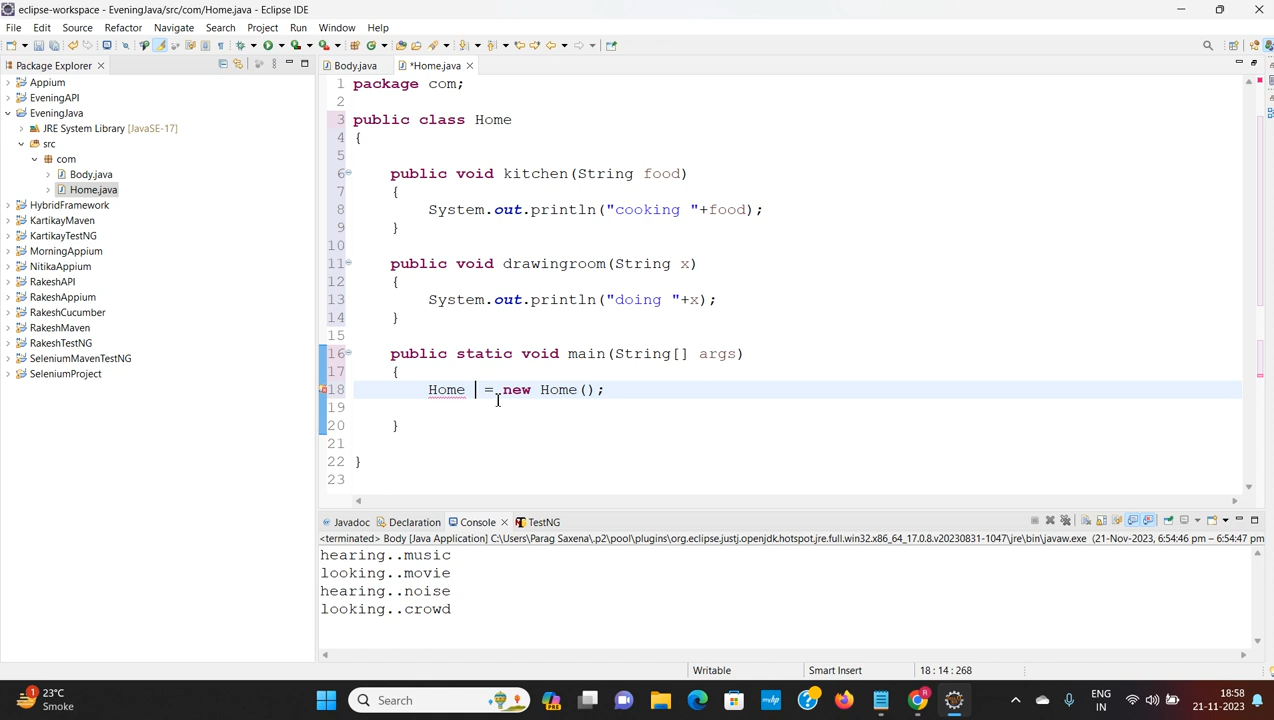 eclipse-workspace - EveningJava/src/com/Home.java - Eclipse IDE
File Edit Source Refactor Navigate Search Project Run Window Help
Package Explorer
Body.java *Home.java
Appium
EveningAPI
EveningJava
JRE System Library [JavaSE-17]
src
com
Body.java
Home.java
HybridFramework
KartikayMaven
KartikayTestNG
MorningAppium
NitikaAppium
RakeshAPI
RakeshAppium
RakeshCucumber
RakeshMaven
RakeshTestNG
SeleniumMavenTestNG
SeleniumProject
1 package com;
2
3 public class Home
4 {
5
6 public void kitchen(String food)
7 {
8 System.out.println("cooking "+food);
9 }
10
11 public void drawingroom(String x)
12 {
13 System.out.println("doing "+x);
14 }
15
16 public static void main(String[] args)
17 {
18 Home = new Home();
19
20 }
21
22 }
23
Javadoc Declaration Console TestNG
<terminated> Body [Java Application] C:\Users\Parag Saxena\.p2\pool\plugins\org.eclipse.justj.openjdk.hotspot.jre.full.win32.x86_64_17.0.8.v20230831-1047\jre\bin\javaw.exe (21-Nov-2023, 6:54:46 pm – 6:54:47 pm)
hearing..music
looking..movie
hearing..noise
looking..crowd
Writable Smart Insert 18 : 14 : 268
1
23°C
Smoke
Search
PRE
ENG
IN
18:58
21-11-2023